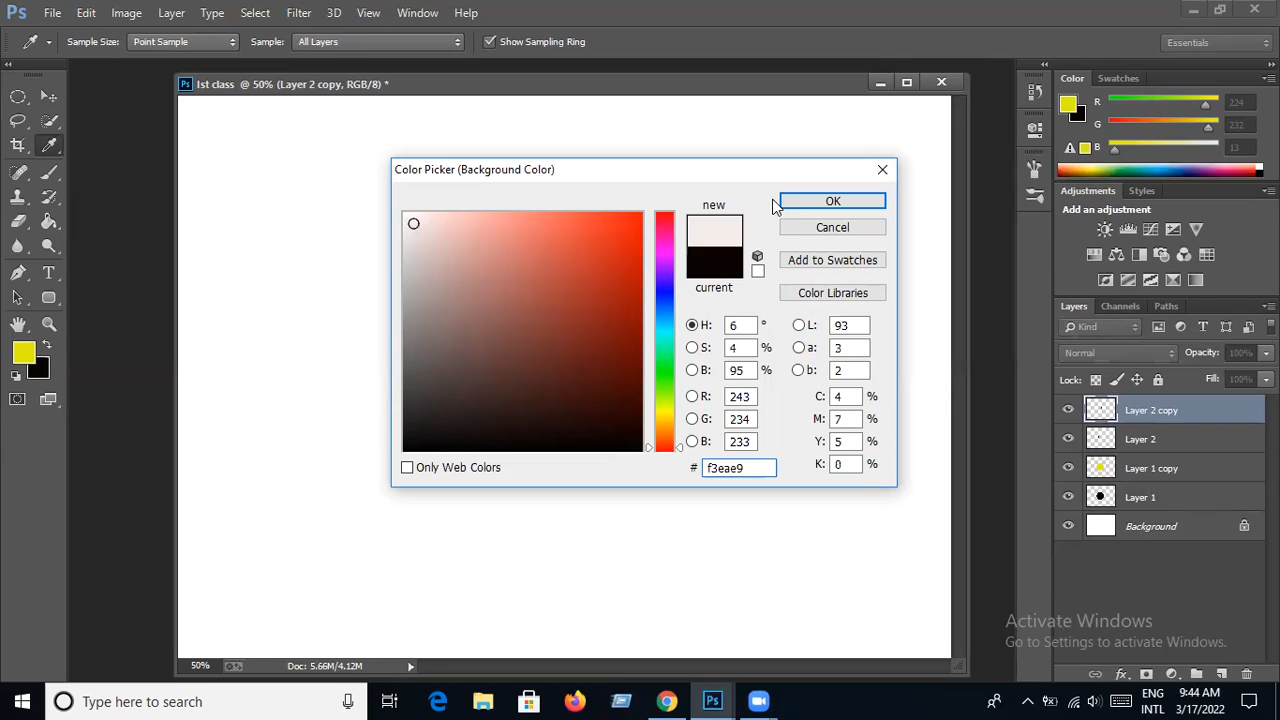 Ps File Edit Image Layer Type Select Filter 3D View Window Help
Sample Size: Point Sample Sample: All Layers Show Sampling Ring Essentials
Ps Ist class @ 50% (Layer 2 copy, RGB/8) *
Color Swatches
R 224
G 232
B 13
Color Picker (Background Color)
new
current
OK
Cancel
Add to Swatches
Color Libraries
H: 6 ° L: 93
S: 4 % a: 3
B: 95 % b: 2
R: 243 C: 4 %
G: 234 M: 7 %
B: 233 Y: 5 %
# f3eae9 K: 0 %
Only Web Colors
Adjustments Styles
Add an adjustment
Layers Channels Paths
Kind
Normal Opacity: 100%
Lock: Fill: 100%
Layer 2 copy
Layer 2
Layer 1 copy
Layer 1
Background
Activate Windows
Go to Settings to activate Windows.
50% Doc: 5.66M/4.12M
Type here to search
Ps
ENG
INTL
9:44 AM
3/17/2022